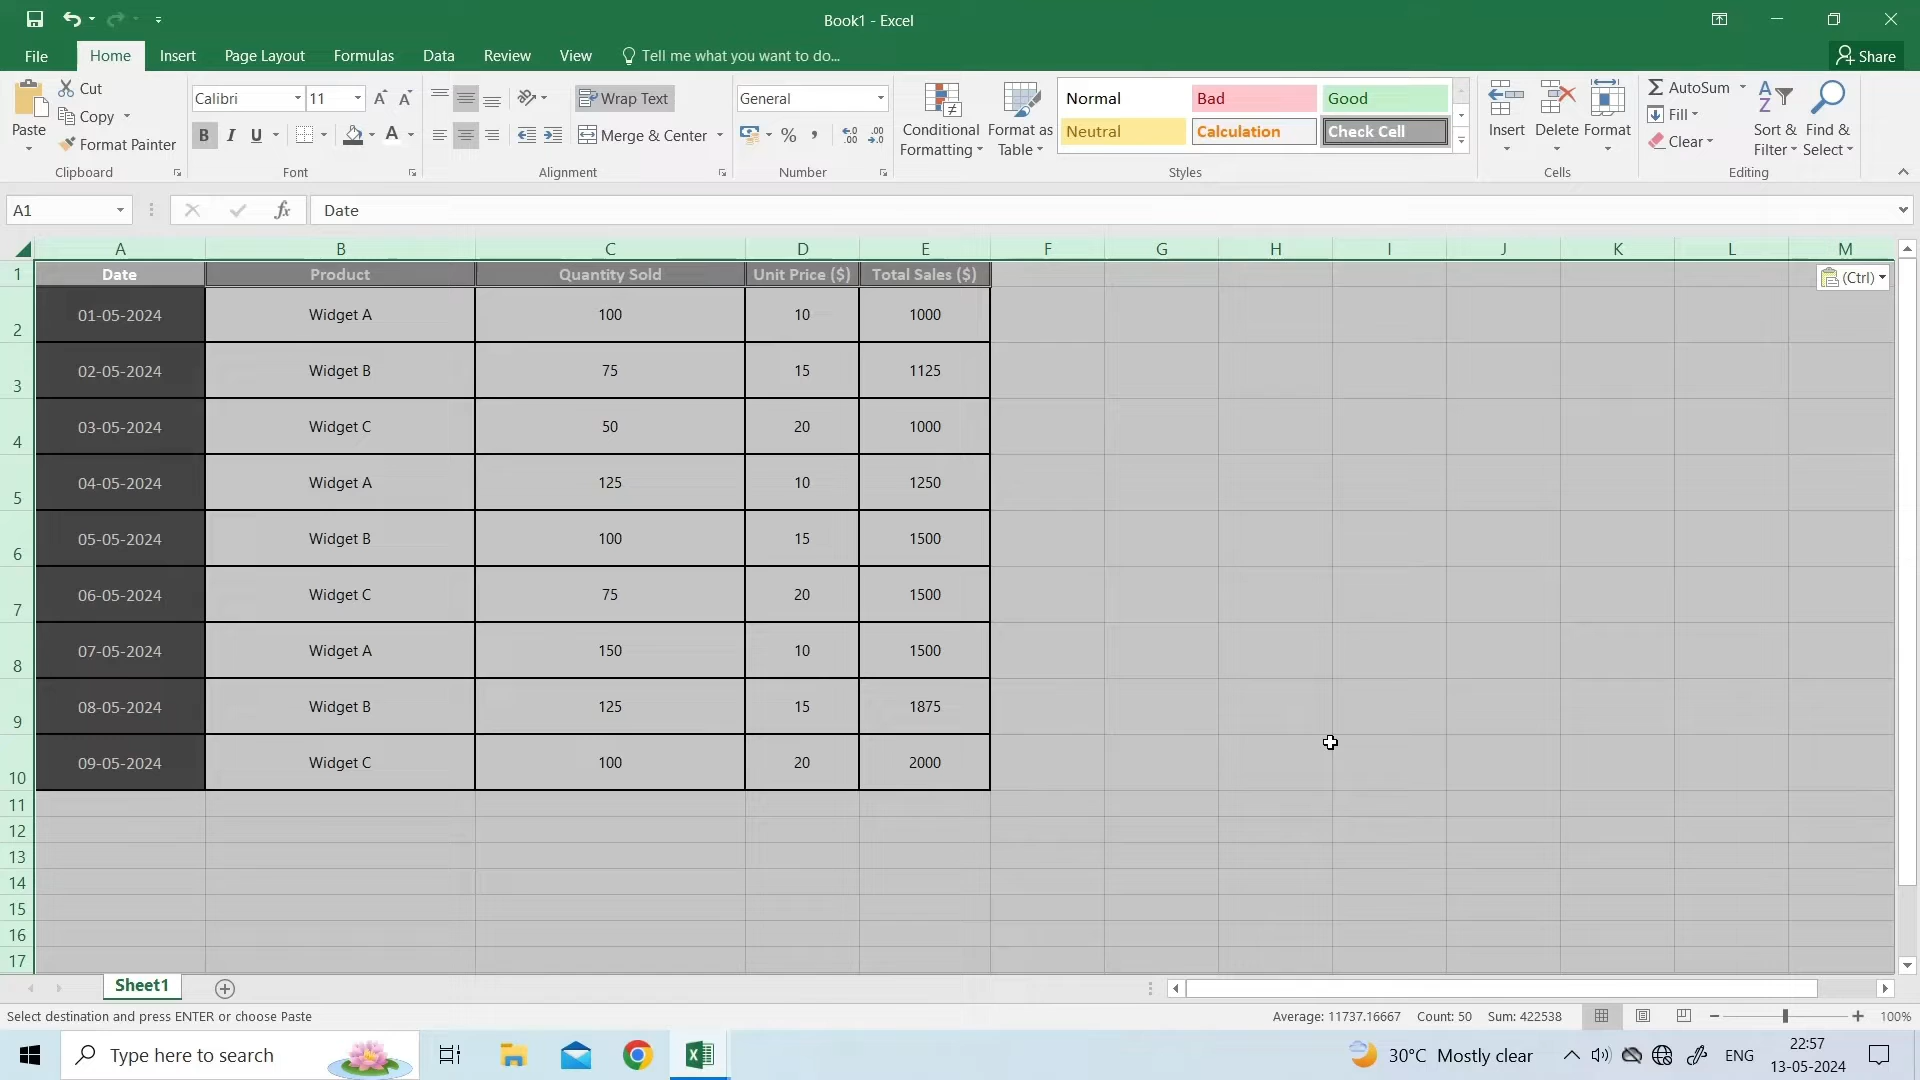 Book1 - Excel
File Home Insert Page Layout Formulas Data Review View Tell me what you want to do... Share
Paste
Cut
Copy
Format Painter
Clipboard
Calibri 11
B I U
Font
Wrap Text
Merge & Center
Alignment
General
Number
Conditional Formatting
Format as Table
Normal Bad Good
Neutral Calculation Check Cell
Styles
Insert Delete Format
Cells
AutoSum
Fill
Clear
Sort & Filter
Find & Select
Editing
A1 fx Date
A B C D E F G H I J K L M
1 Date Product Quantity Sold Unit Price ($) Total Sales ($) (Ctrl)
2 01-05-2024 Widget A 100 10 1000
3 02-05-2024 Widget B 75 15 1125
4 03-05-2024 Widget C 50 20 1000
5 04-05-2024 Widget A 125 10 1250
6 05-05-2024 Widget B 100 15 1500
7 06-05-2024 Widget C 75 20 1500
8 07-05-2024 Widget A 150 10 1500
9 08-05-2024 Widget B 125 15 1875
10 09-05-2024 Widget C 100 20 2000
11
12
13
14
15
16
17
Sheet1
Select destination and press ENTER or choose Paste Average: 11737.16667 Count: 50 Sum: 422538 100%
Type here to search 30°C Mostly clear ENG 22:57
13-05-2024